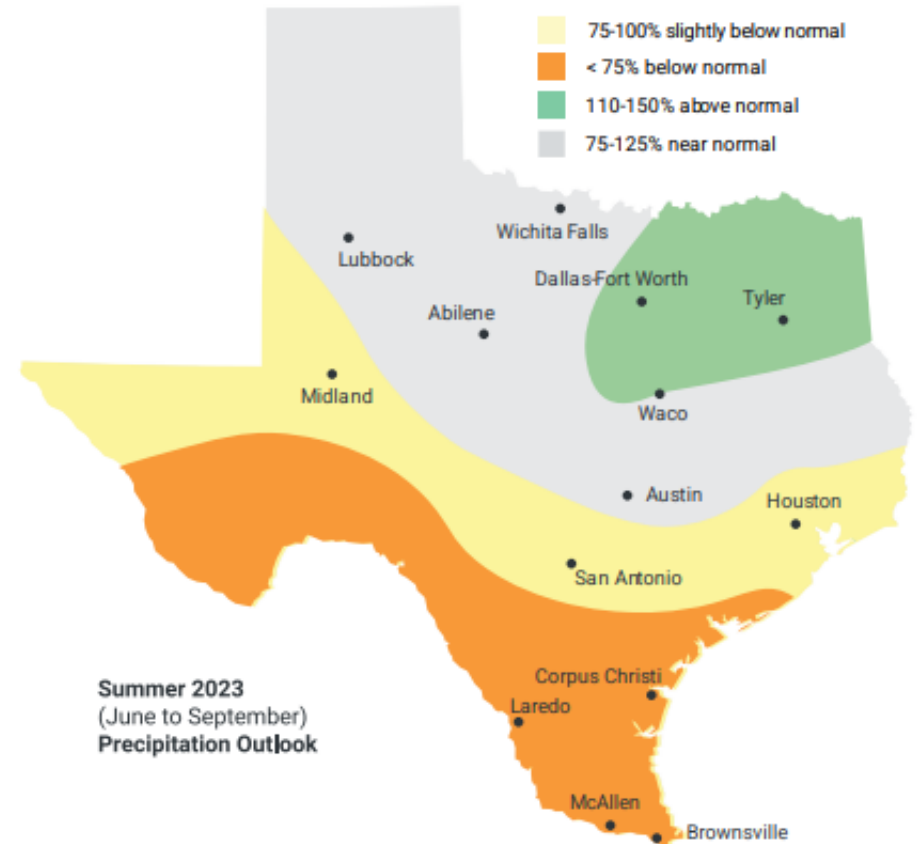 75-100% slightly below normal
< 75% below normal
110-150% above normal
75-125% near normal
Wichita Falls
Lubbock
Dallas-Fort Worth
Tyler
Abilene
Midland
Waco
Austin
Houston
San Antonio
Corpus Christi
Laredo
McAllen
Brownsville
Summer 2023
(June to September)
Precipitation Outlook